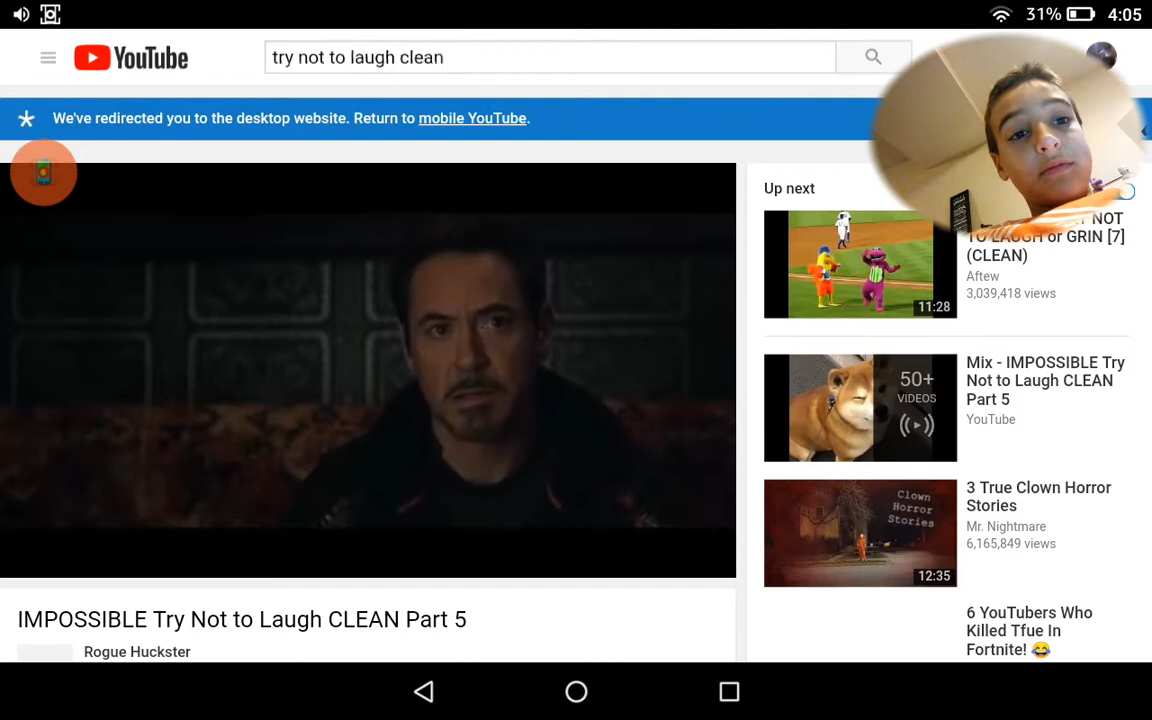 31% 4:05
YouTube
try not to laugh clean
We've redirected you to the desktop website. Return to mobile YouTube.
Up next
NOT
TO LAUGH or GRIN [7]
(CLEAN)
Aftew
3,039,418 views
11:28
Mix - IMPOSSIBLE Try
Not to Laugh CLEAN
Part 5
YouTube
50+
VIDEOS
3 True Clown Horror
Stories
Mr. Nightmare
6,165,849 views
Clown
Horror
Stories
12:35
6 YouTubers Who
Killed Tfue In
Fortnite! 😂
IMPOSSIBLE Try Not to Laugh CLEAN Part 5
Rogue Huckster